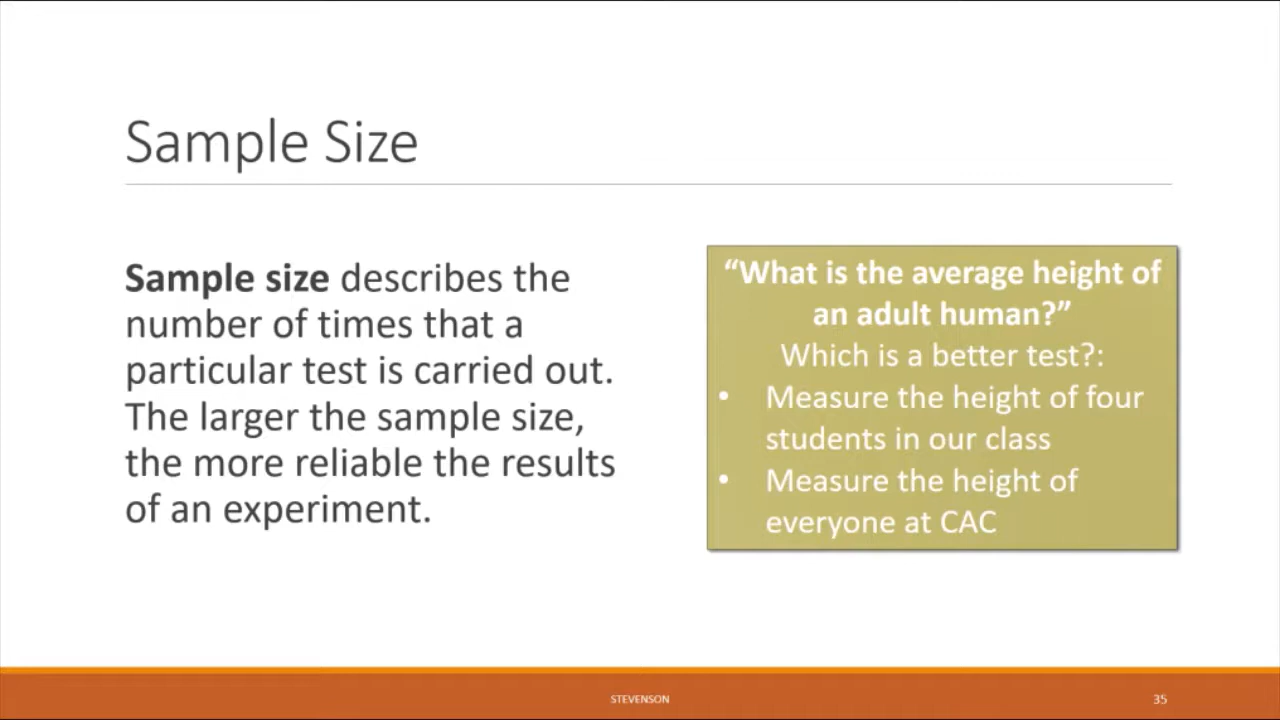 Sample Size
Sample size describes the
number of times that a
particular test is carried out.
The larger the sample size,
the more reliable the results
of an experiment.
“What is the average height of
an adult human?”
Which is a better test?:
• Measure the height of four
students in our class
• Measure the height of
everyone at CAC
STEVENSON
35